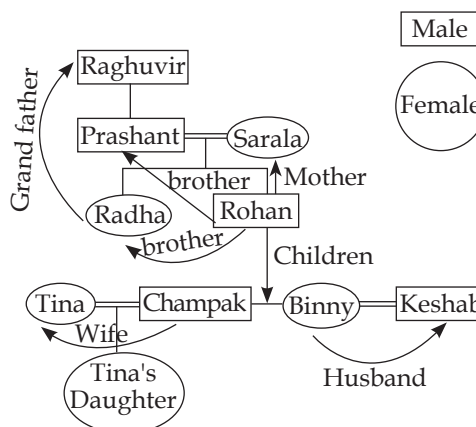 Male
Raghuvir
Female
Grand father
Prashant
Sarala
brother
Mother
Radha
Rohan
brother
Children
Tina
Champak
Binny
Keshab
Wife
Husband
Tina's
Daughter